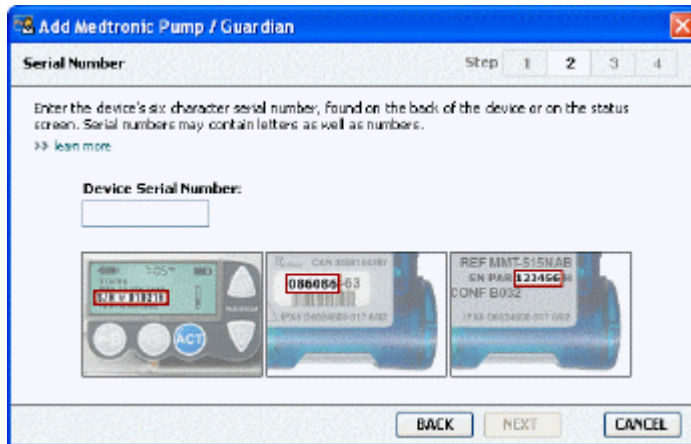 Add Medtronic Pump / Guardian
Serial Number
Step 1 2 3 4
Enter the device's six character serial number, found on the back of the device or on the status
screen. Serial numbers may contain letters as well as numbers.
>> learn more
Device Serial Number:
ACT
086086-63
REF MMT-515NAB
SN PAR 123456 H
CONF B032
BACK NEXT CANCEL